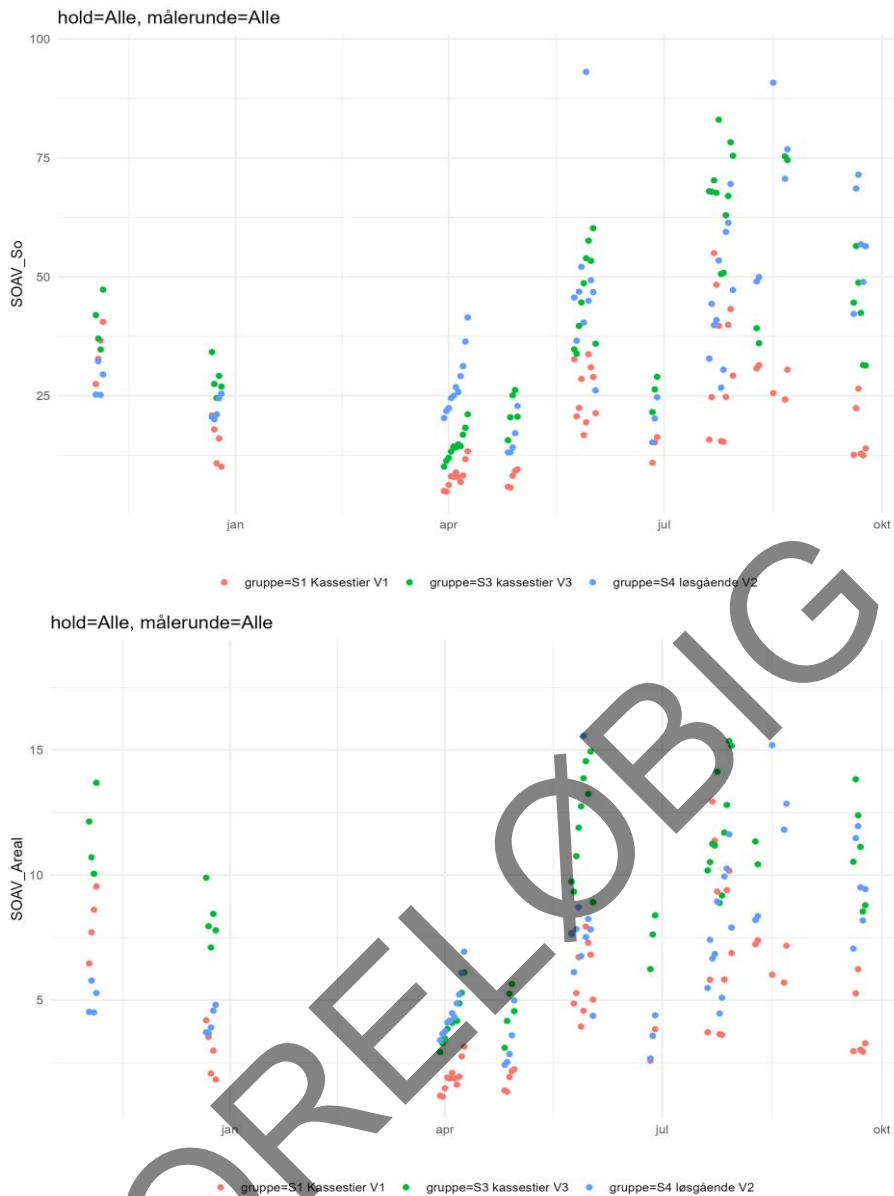 hold=Alle, målerunde=Alle
100
75
50
25
SOAV_So
jan apr jul okt
gruppe=S1 Kassestier V1 gruppe=S3 kassestier V3 gruppe=S4 løsgående V2
hold=Alle, målerunde=Alle
15
10
5
SOAV_Areal
jan apr jul okt
gruppe=S1 Kassestier V1 gruppe=S3 kassestier V3 gruppe=S4 løsgående V2
ORELØBIG